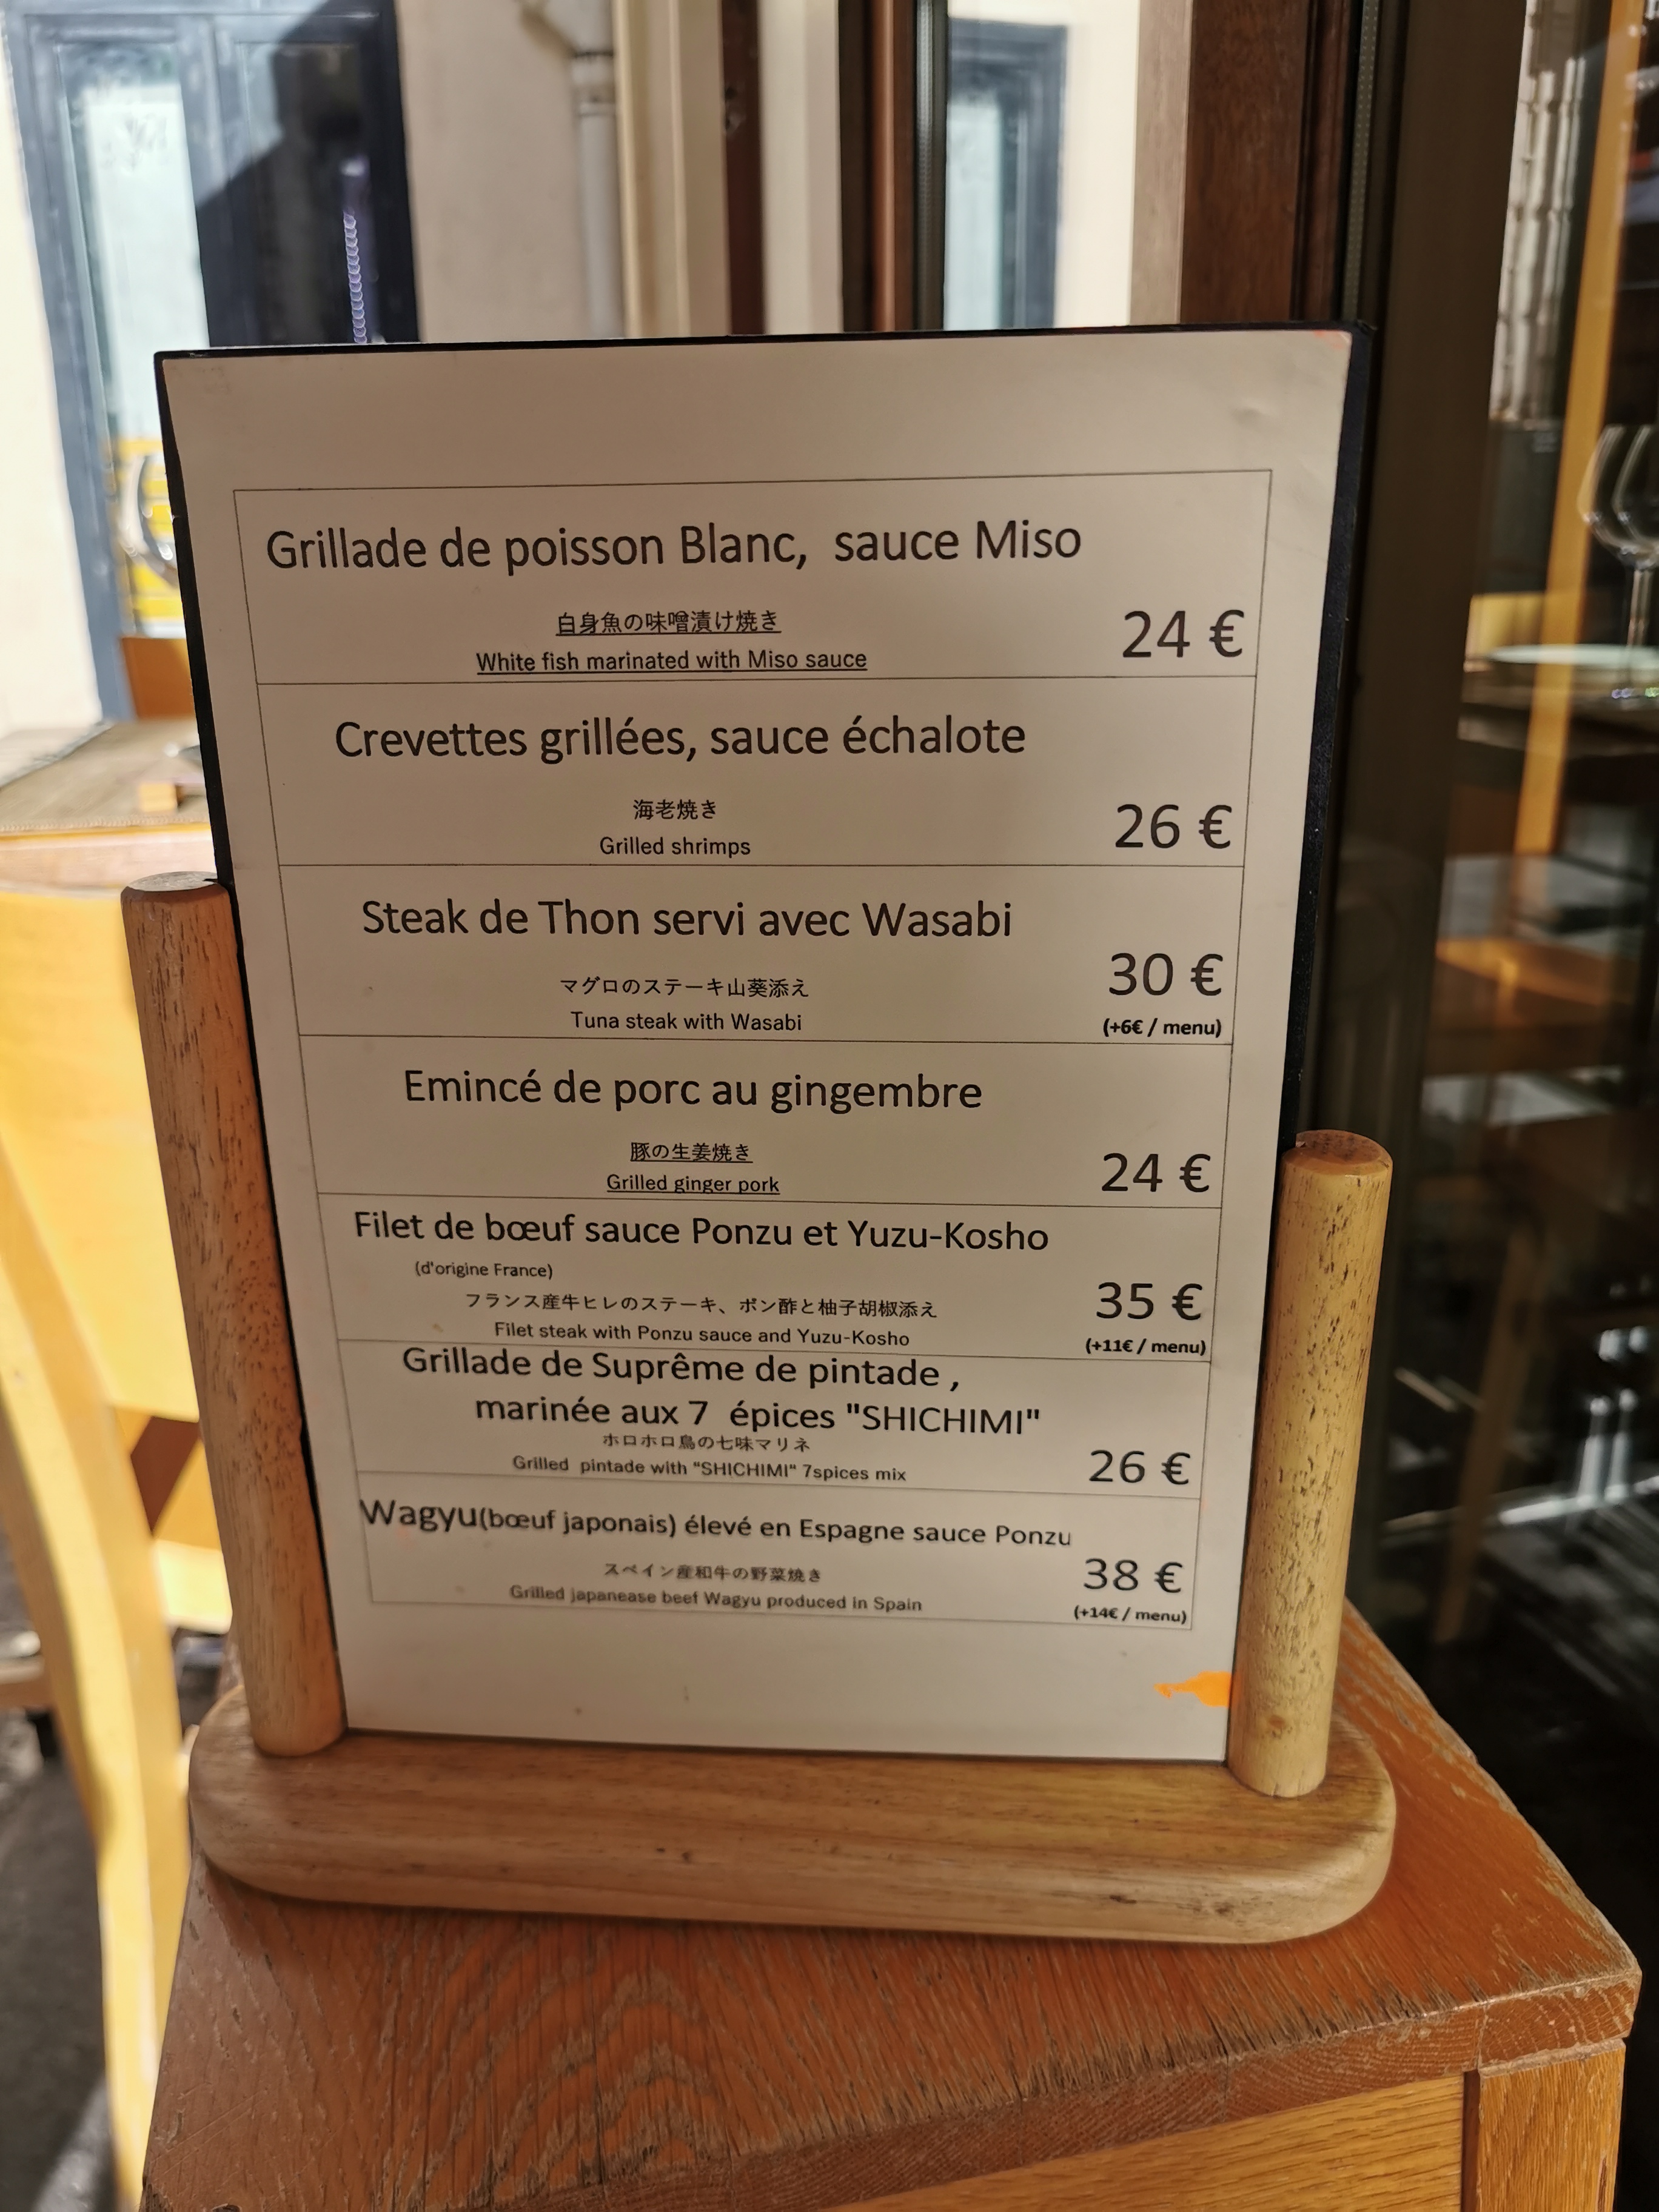 Grillade de poisson Blanc, sauce Miso
白身魚の味噌漬け焼き
White fish marinated with Miso sauce
24 €
Crevettes grillées, sauce échalote
海老焼き
Grilled shrimps
26 €
Steak de Thon servi avec Wasabi
マグロのステーキ山葵添え
Tuna steak with Wasabi
30 €
(+6€ / menu)
Emincé de porc au gingembre
豚の生姜焼き
Grilled ginger pork
24 €
Filet de bœuf sauce Ponzu et Yuzu-Kosho
(d'origine France)
フランス産牛ヒレのステーキ、ポン酢と柚子胡椒添え
Filet steak with Ponzu sauce and Yuzu-Kosho
35 €
(+11€ / menu)
Grillade de Suprême de pintade ,
marinée aux 7 épices "SHICHIMI"
ホロホロ鳥の七味マリネ
Grilled pintade with "SHICHIMI" 7spices mix
26 €
Wagyu(bœuf japonais) élevé en Espagne sauce Ponzu
スペイン産和牛の野菜焼き
Grilled japanease beef Wagyu produced in Spain
38 €
(+14€ / menu)